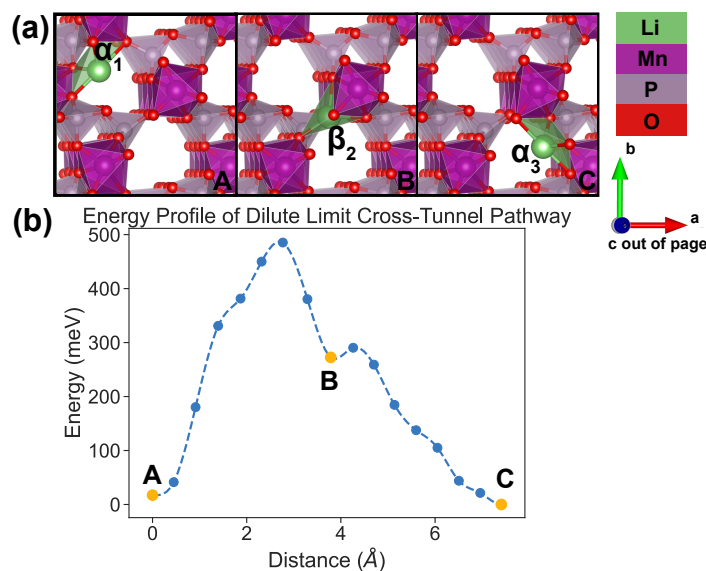 (a)
α1
A
β2
B
α3
C
Li
Mn
P
O
b
a
c out of page
(b)
Energy Profile of Dilute Limit Cross-Tunnel Pathway
Energy (meV)
500
400
300
200
100
0
A
B
C
0
2
4
6
Distance (Å)